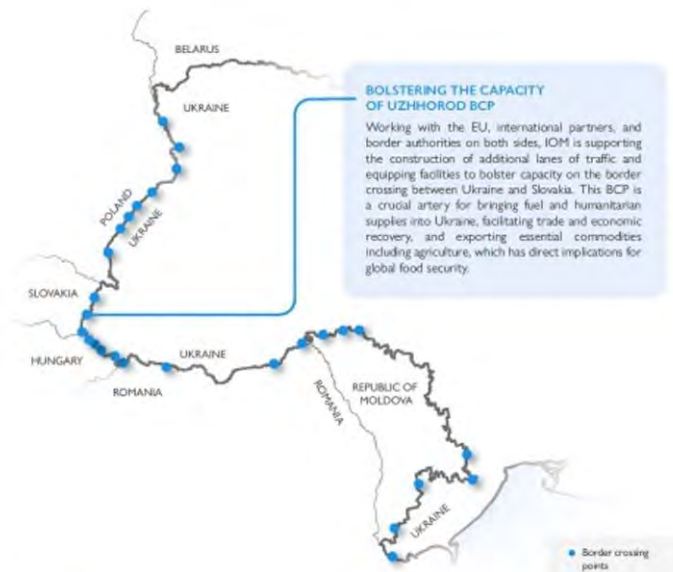 BELARUS
UKRAINE
BOLSTERING THE CAPACITY
OF UZHHOROD BCP
Working with the EU, international partners, and
border authorities on both sides, IOM is supporting
the construction of additional lanes of traffic and
equipping facilities to bolster capacity on the border
crossing between Ukraine and Slovakia. This BCP is
a crucial artery for bringing fuel and humanitarian
supplies into Ukraine, facilitating trade and economic
recovery, and exporting essential commodities
including agriculture, which has direct implications for
global food security.
POLAND
UKRAINE
SLOVAKIA
HUNGARY
UKRAINE
ROMANIA
ROMANIA
REPUBLIC OF
MOLDOVA
UKRAINE
Border crossing
points